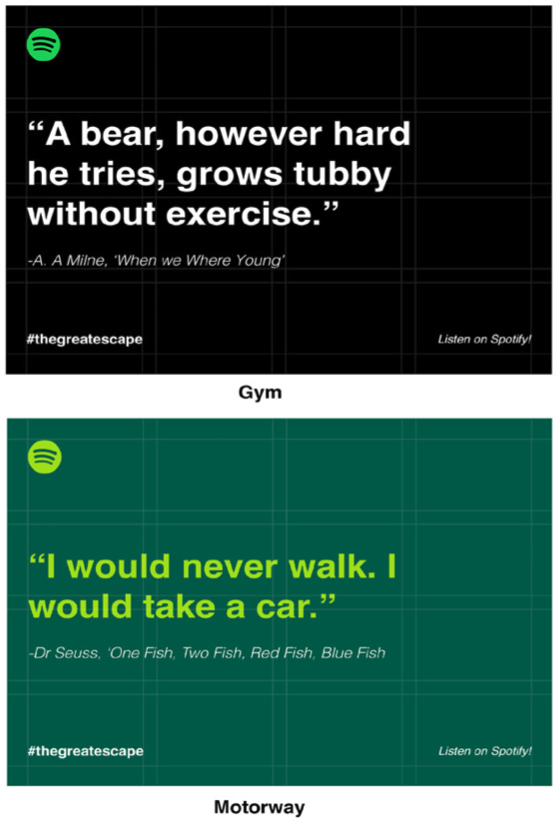 “A bear, however hard
he tries, grows tubby
without exercise.”
-A. A Milne, ‘When we Where Young’
#thegreatescape
Listen on Spotify!
Gym
“I would never walk. I
would take a car.”
-Dr Seuss, ‘One Fish, Two Fish, Red Fish, Blue Fish
#thegreatescape
Listen on Spotify!
Motorway